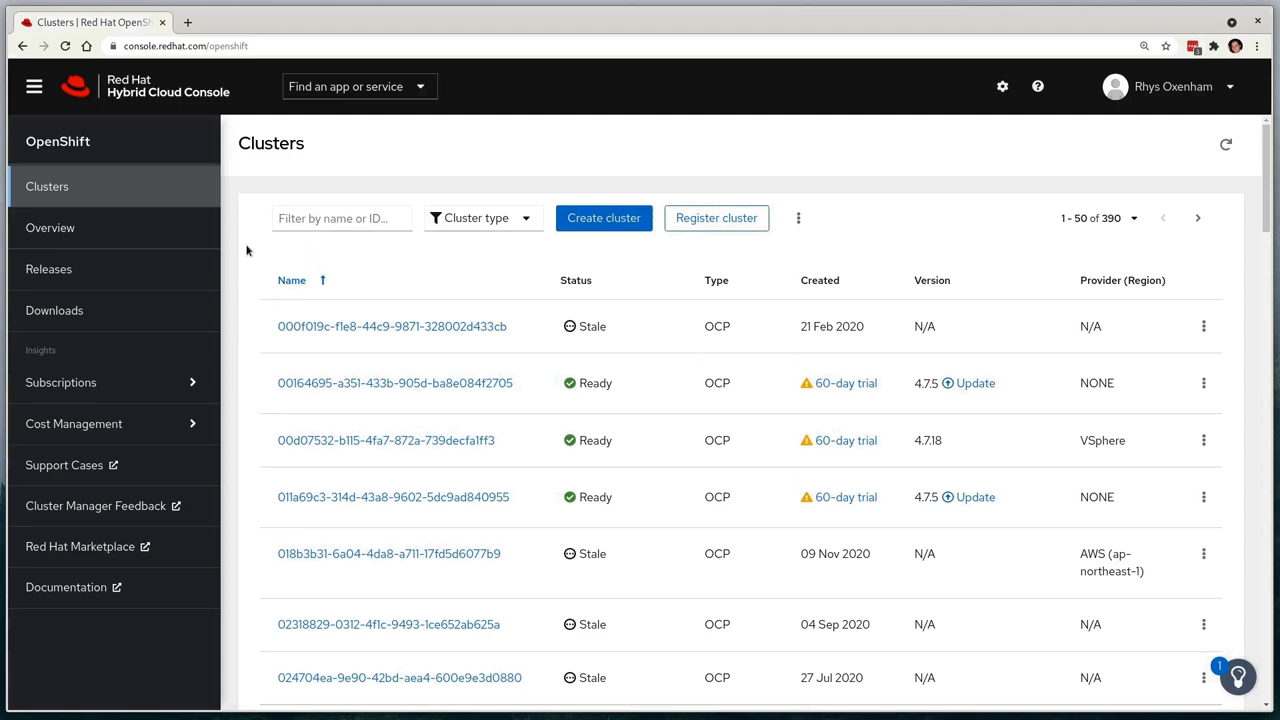 Clusters | Red Hat OpenSh
console.redhat.com/openshift
3
Red Hat
Hybrid Cloud Console
Find an app or service
Rhys Oxenham
OpenShift
Clusters
Overview
Releases
Downloads
Insights
Subscriptions
Cost Management
Support Cases
Cluster Manager Feedback
Red Hat Marketplace
Documentation
Clusters
Filter by name or ID...
Cluster type
Create cluster
Register cluster
1 - 50 of 390
Name Status Type Created Version Provider (Region)
000f019c-f1e8-44c9-9871-328002d433cb Stale OCP 21 Feb 2020 N/A N/A
00164695-a351-433b-905d-ba8e084f2705 Ready OCP 60-day trial 4.7.5 Update NONE
00d07532-b115-4fa7-872a-739decfa1ff3 Ready OCP 60-day trial 4.7.18 VSphere
011a69c3-314d-43a8-9602-5dc9ad840955 Ready OCP 60-day trial 4.7.5 Update NONE
018b3b31-6a04-4da8-a711-17fd5d6077b9 Stale OCP 09 Nov 2020 N/A AWS (ap-
northeast-1)
02318829-0312-4f1c-9493-1ce652ab625a Stale OCP 04 Sep 2020 N/A N/A
024704ea-9e90-42bd-aea4-600e9e3d0880 Stale OCP 27 Jul 2020 N/A N/A
1